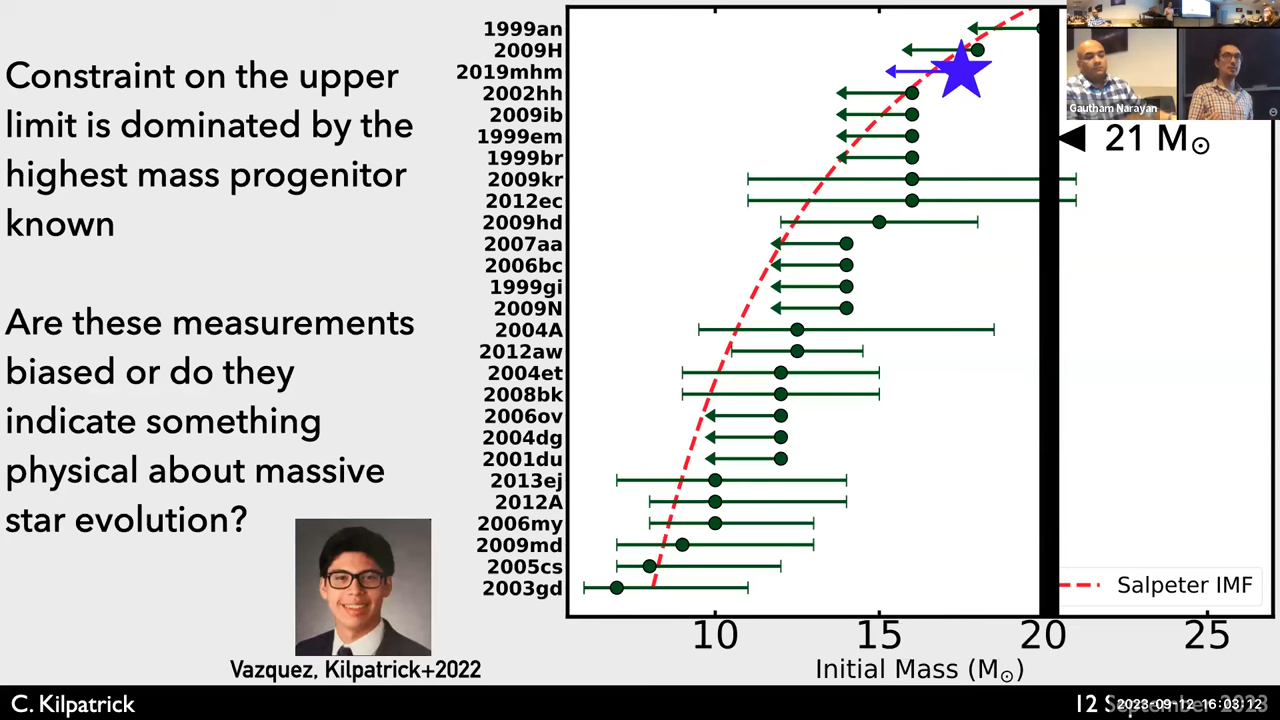 Constraint on the upper
limit is dominated by the
highest mass progenitor
known
Are these measurements
biased or do they
indicate something
physical about massive
star evolution?
Vazquez, Kilpatrick+2022
1999an
2009H
2019mhm
2002hh
2009ib
1999em
1999br
2009kr
2012ec
2009hd
2007aa
2006bc
1999gi
2009N
2004A
2012aw
2004et
2008bk
2006ov
2004dg
2001du
2013ej
2012A
2006my
2009md
2005cs
2003gd
Gautham Narayan
21 M☉
Salpeter IMF
10 15 20 25
Initial Mass (M☉)
C. Kilpatrick
12 September 2023
2023-09-12 16:03:12